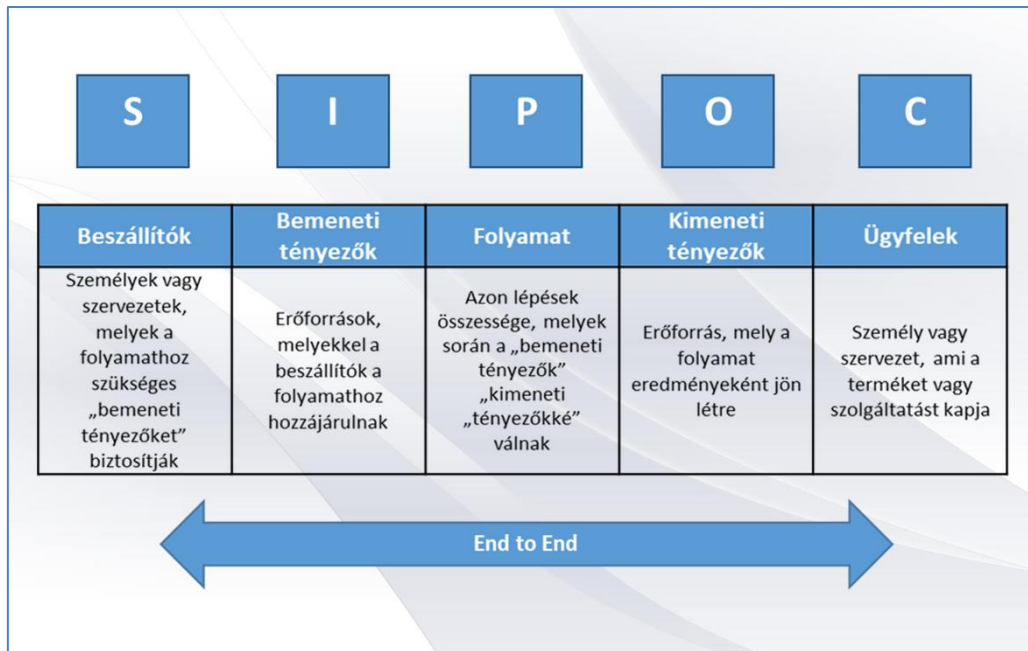 S
I
P
O
C
Beszállítók
Bemeneti
tényezők
Folyamat
Kimeneti
tényezők
Ügyfelek
Személyek vagy
szervezetek,
melyek a
folyamathoz
szükséges
„bemeneti
tényezőket”
biztosítják
Erőforrások,
melyekkel a
beszállítók a
folyamathoz
hozzájárulnak
Azon lépések
összessége, melyek
során a „bemeneti
tényezők”
„kimeneti
„tényezőkké”
válnak
Erőforrás, mely a
folyamat
eredményeként jön
létre
Személy vagy
szervezet, ami a
terméket vagy
szolgáltatást kapja
End to End